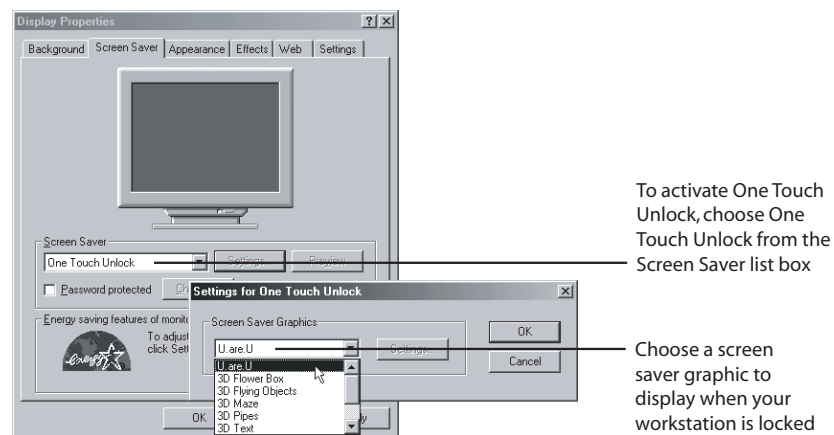 Display Properties
Background Screen Saver Appearance Effects Web Settings
Screen Saver
One Touch Unlock Settings... Preview
Password protected
Energy saving features of
To adjust
click
Settings for One Touch Unlock
Screen Saver Graphics
U.are.U Settings...
U.are.U
3D Flower Box
3D Flying Objects
3D Maze
3D Pipes
3D Text
OK
Cancel
OK
To activate One Touch
Unlock, choose One
Touch Unlock from the
Screen Saver list box
Choose a screen
saver graphic to
display when your
workstation is locked